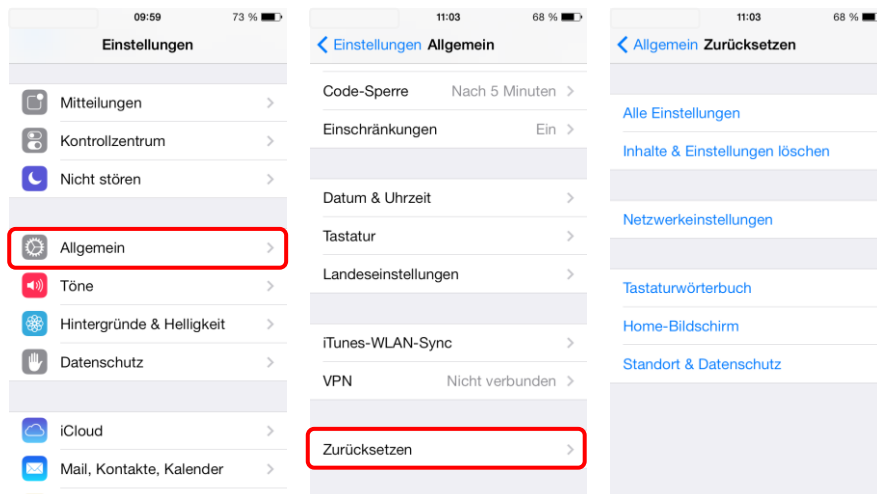 09:59
73 %
Einstellungen
Mitteilungen
Kontrollzentrum
Nicht stören
Allgemein
Töne
Hintergründe & Helligkeit
Datenschutz
iCloud
Mail, Kontakte, Kalender
11:03
68 %
Einstellungen Allgemein
Code-Sperre Nach 5 Minuten
Einschränkungen Ein
Datum & Uhrzeit
Tastatur
Landeseinstellungen
iTunes-WLAN-Sync
VPN Nicht verbunden
Zurücksetzen
11:03
68 %
Allgemein Zurücksetzen
Alle Einstellungen
Inhalte & Einstellungen löschen
Netzwerkeinstellungen
Tastaturwörterbuch
Home-Bildschirm
Standort & Datenschutz